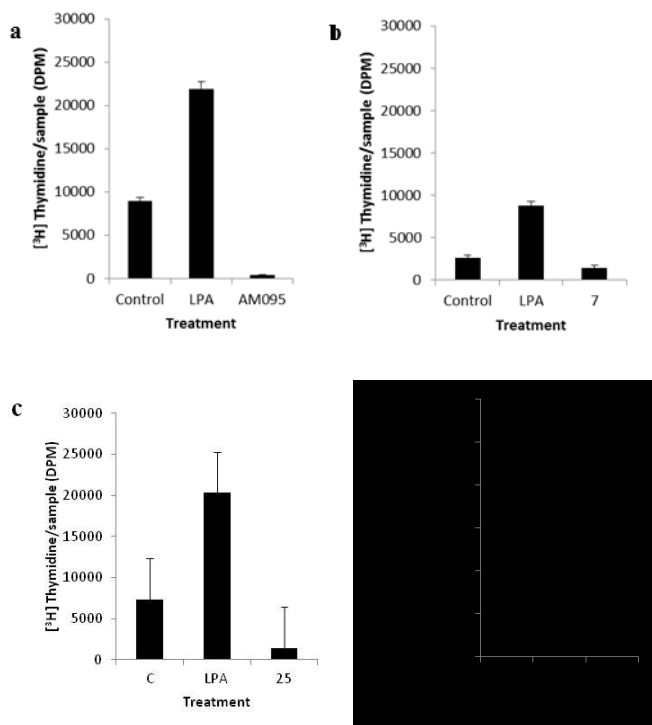 a
[³H] Thymidine/sample (DPM)
30000
25000
20000
15000
10000
5000
0
Control LPA AM095
Treatment
b
[³H] Thymidine/sample (DPM)
30000
25000
20000
15000
10000
5000
0
Control LPA 7
Treatment
c
[³H] Thymidine/sample (DPM)
30000
25000
20000
15000
10000
5000
0
C LPA 25
Treatment